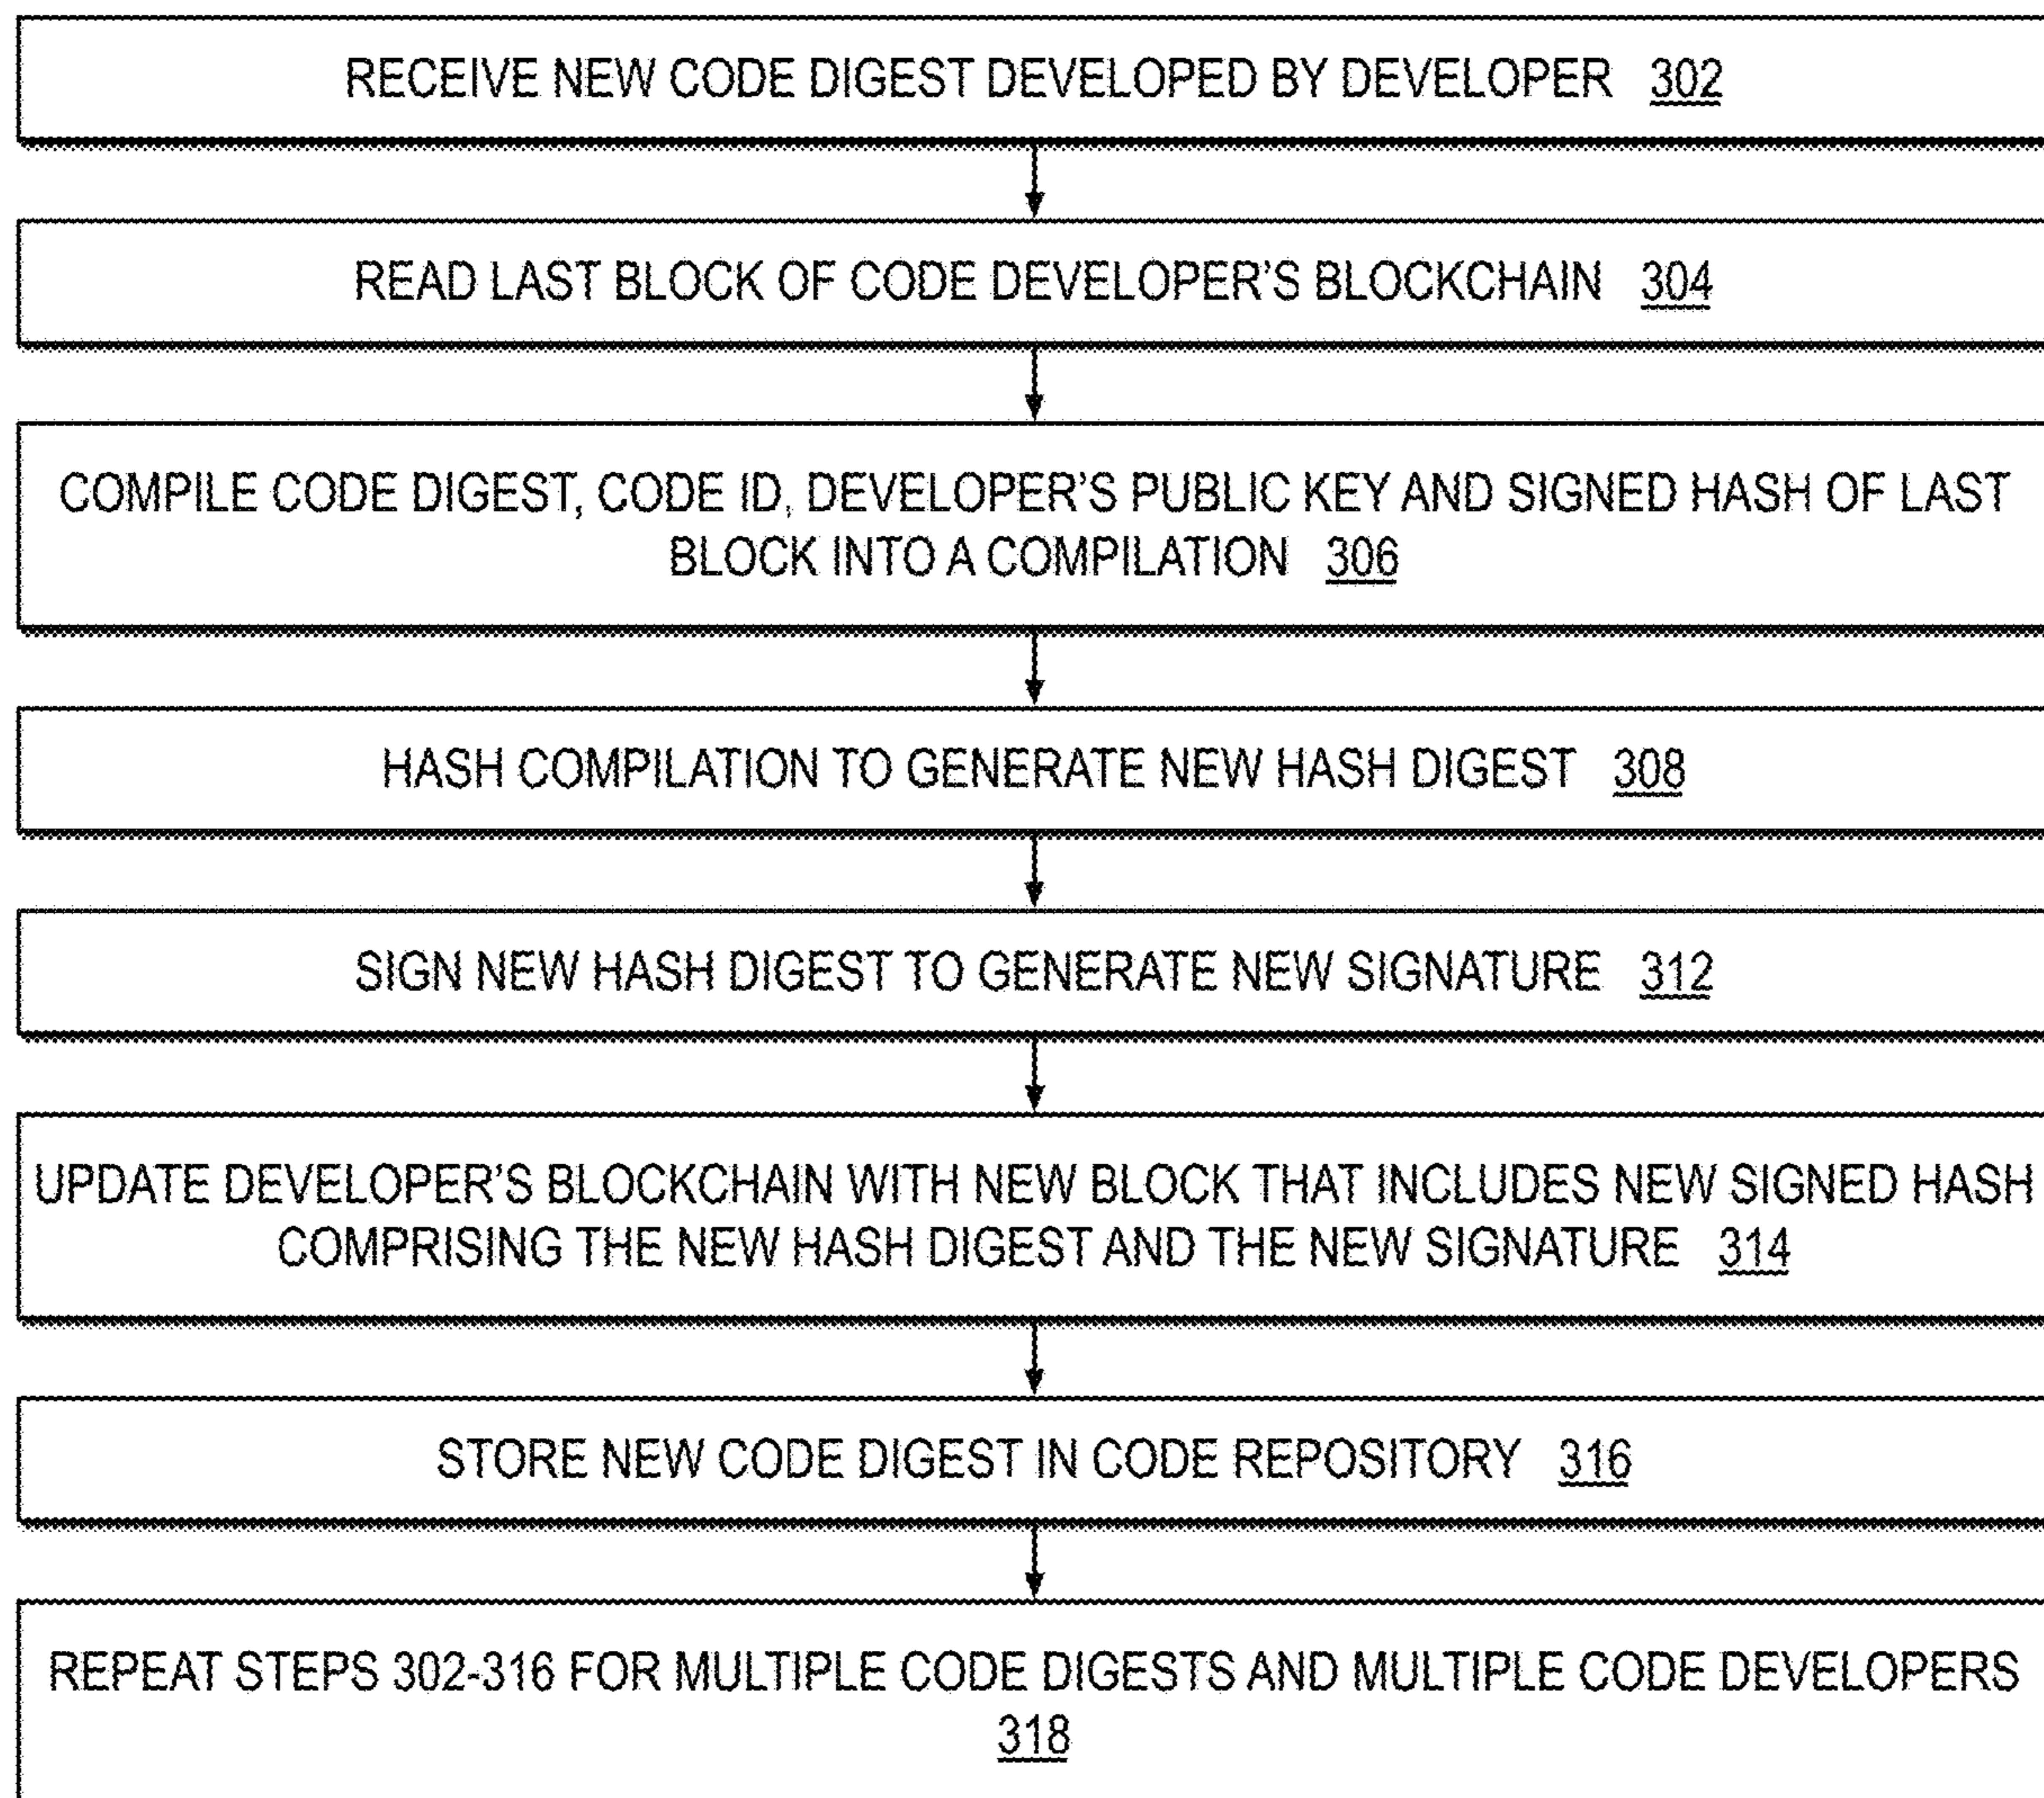 RECEIVE NEW CODE DIGEST DEVELOPED BY DEVELOPER 302
READ LAST BLOCK OF CODE DEVELOPER'S BLOCKCHAIN 304
COMPILE CODE DIGEST, CODE ID, DEVELOPER'S PUBLIC KEY AND SIGNED HASH OF LAST
BLOCK INTO A COMPILATION 306
HASH COMPILATION TO GENERATE NEW HASH DIGEST 308
SIGN NEW HASH DIGEST TO GENERATE NEW SIGNATURE 312
UPDATE DEVELOPER'S BLOCKCHAIN WITH NEW BLOCK THAT INCLUDES NEW SIGNED HASH
COMPRISING THE NEW HASH DIGEST AND THE NEW SIGNATURE 314
STORE NEW CODE DIGEST IN CODE REPOSITORY 316
REPEAT STEPS 302-316 FOR MULTIPLE CODE DIGESTS AND MULTIPLE CODE DEVELOPERS
318